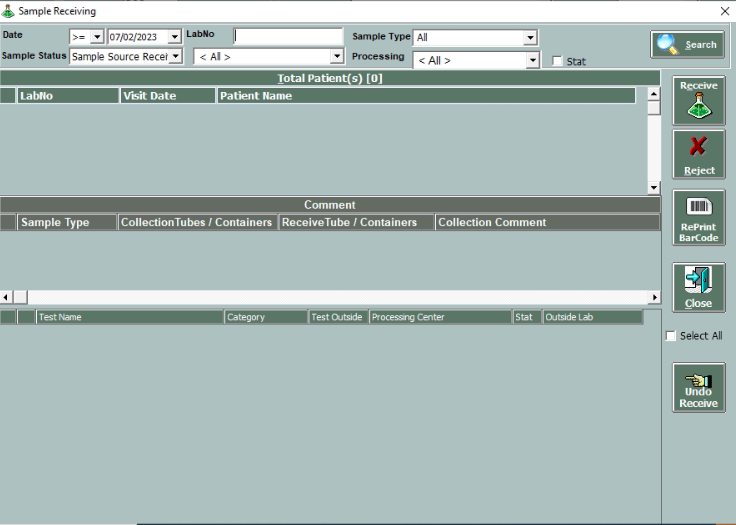 Sample Receiving
Date >= 07/02/2023 LabNo Sample Type All Search
Sample Status Sample Source Recei < All > Processing < All > Stat
Total Patient(s) [0]
LabNo Visit Date Patient Name
Receive
Reject
Comment
Sample Type CollectionTubes / Containers ReceiveTube / Containers Collection Comment
RePrint
BarCode
Close
Test Name Category Test Outside Processing Center Stat Outside Lab
Select All
Undo
Receive